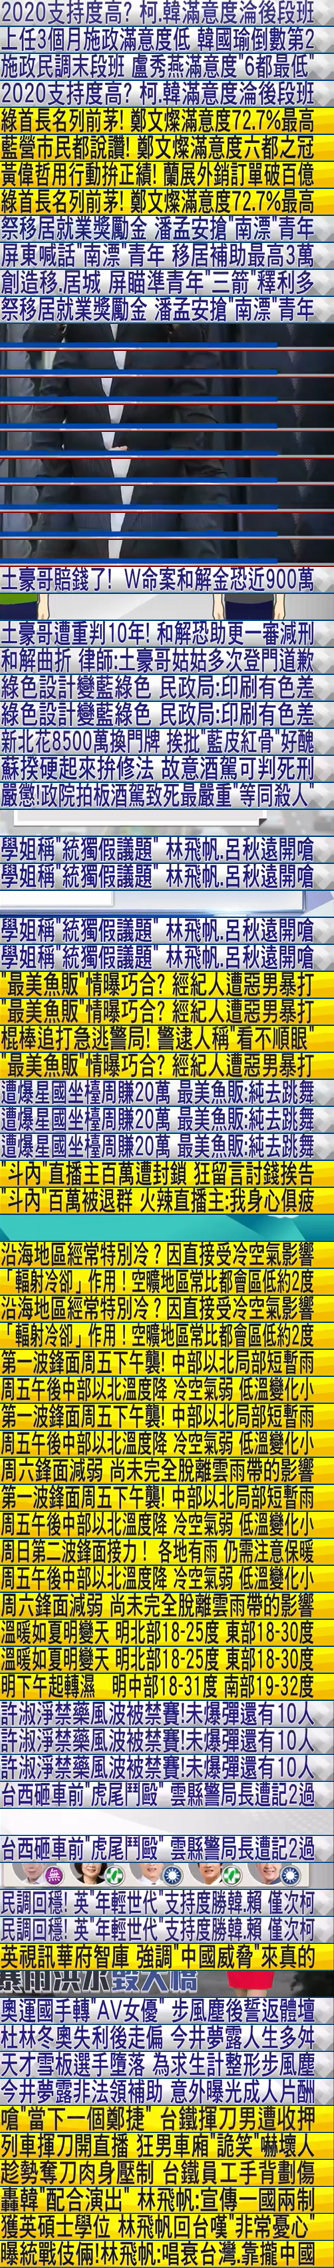 2020支持度高? 柯.韓滿意度淪後段班
上任3個月施政滿意度低 韓國瑜倒數第2
施政民調末段班 盧秀燕滿意度"6都最低"
2020支持度高? 柯.韓滿意度淪後段班
綠首長名列前茅! 鄭文燦滿意度72.7%最高
藍營市民都說讚! 鄭文燦滿意度六都之冠
黃偉哲用行動拚正績! 蘭展外銷訂單破百億
綠首長名列前茅! 鄭文燦滿意度72.7%最高
祭移居就業獎勵金 潘孟安搶"南漂"青年
屏東喊話"南漂"青年 移居補助最高3萬
創造移.居城 屏瞄準青年"三箭"釋利多
祭移居就業獎勵金 潘孟安搶"南漂"青年
土豪哥賠錢了! W命案和解金恐近900萬
土豪哥遭重判10年! 和解恐助更一審減刑
和解曲折 律師:土豪哥姑姑多次登門道歉
綠色設計變藍綠色 民政局:印刷有色差
綠色設計變藍綠色 民政局:印刷有色差
新北花8500萬換門牌 挨批"藍皮紅骨"好醜
蘇揆硬起來拚修法 故意酒駕可判死刑
嚴懲!政院拍板酒駕致死最嚴重"等同殺人"
學姐稱"統獨假議題" 林飛帆.呂秋遠開嗆
學姐稱"統獨假議題" 林飛帆.呂秋遠開嗆
學姐稱"統獨假議題" 林飛帆.呂秋遠開嗆
學姐稱"統獨假議題" 林飛帆.呂秋遠開嗆
"最美魚販"情曝巧合? 經紀人遭惡男暴打
"最美魚販"情曝巧合? 經紀人遭惡男暴打
棍棒追打急逃警局! 警逮人稱"看不順眼"
"最美魚販"情曝巧合? 經紀人遭惡男暴打
遭爆星國坐檯周賺20萬 最美魚販:純去跳舞
遭爆星國坐檯周賺20萬 最美魚販:純去跳舞
遭爆星國坐檯周賺20萬 最美魚販:純去跳舞
"斗內"直播主百萬遭封鎖 狂留言討錢挨告
"斗內"百萬被退群 火辣直播主:我身心俱疲
沿海地區經常特別冷？因直接受冷空氣影響
「輻射冷卻」作用！空曠地區常比都會區低約2度
沿海地區經常特別冷？因直接受冷空氣影響
「輻射冷卻」作用！空曠地區常比都會區低約2度
第一波鋒面周五下午襲! 中部以北局部短暫雨
周五午後中部以北溫度降 冷空氣弱 低溫變化小
第一波鋒面周五下午襲! 中部以北局部短暫雨
周五午後中部以北溫度降 冷空氣弱 低溫變化小
周六鋒面減弱 尚未完全脫離雲雨帶的影響
第一波鋒面周五下午襲! 中部以北局部短暫雨
周五午後中部以北溫度降 冷空氣弱 低溫變化小
周日第二波鋒面接力！ 各地有雨 仍需注意保暖
周五午後中部以北溫度降 冷空氣弱 低溫變化小
周六鋒面減弱 尚未完全脫離雲雨帶的影響
溫暖如夏明變天 明北部18-25度 東部18-30度
溫暖如夏明變天 明北部18-25度 東部18-30度
明下午起轉濕 明中部18-31度 南部19-32度
許淑淨禁藥風波被禁賽!未爆彈還有10人
許淑淨禁藥風波被禁賽!未爆彈還有10人
許淑淨禁藥風波被禁賽!未爆彈還有10人
台西砸車前"虎尾鬥毆" 雲縣警局長遭記2過
台西砸車前"虎尾鬥毆" 雲縣警局長遭記2過
無
民調回穩! 英"年輕世代"支持度勝韓.賴 僅次柯
民調回穩! 英"年輕世代"支持度勝韓.賴 僅次柯
英視訊華府智庫 強調"中國威脅"來真的
暴雨洪水毀大橋
奧運國手轉"AV女優" 步風塵後誓返體壇
杜林冬奧失利後走偏 今井夢露人生多舛
天才雪板選手墮落 為求生計整形步風塵
今井夢露非法領補助 意外曝光成人片酬
嗆"當下一個鄭捷" 台鐵揮刀男遭收押
列車揮刀開直播 狂男車廂"詭笑"嚇壞人
趁勢奪刀肉身壓制 台鐵員工手背劃傷
轟韓"配合演出" 林飛帆:宣傳一國兩制
獲英碩士學位 林飛帆回台嘆"非常憂心"
曝統戰伎倆!林飛帆:唱衰台灣.靠攏中國